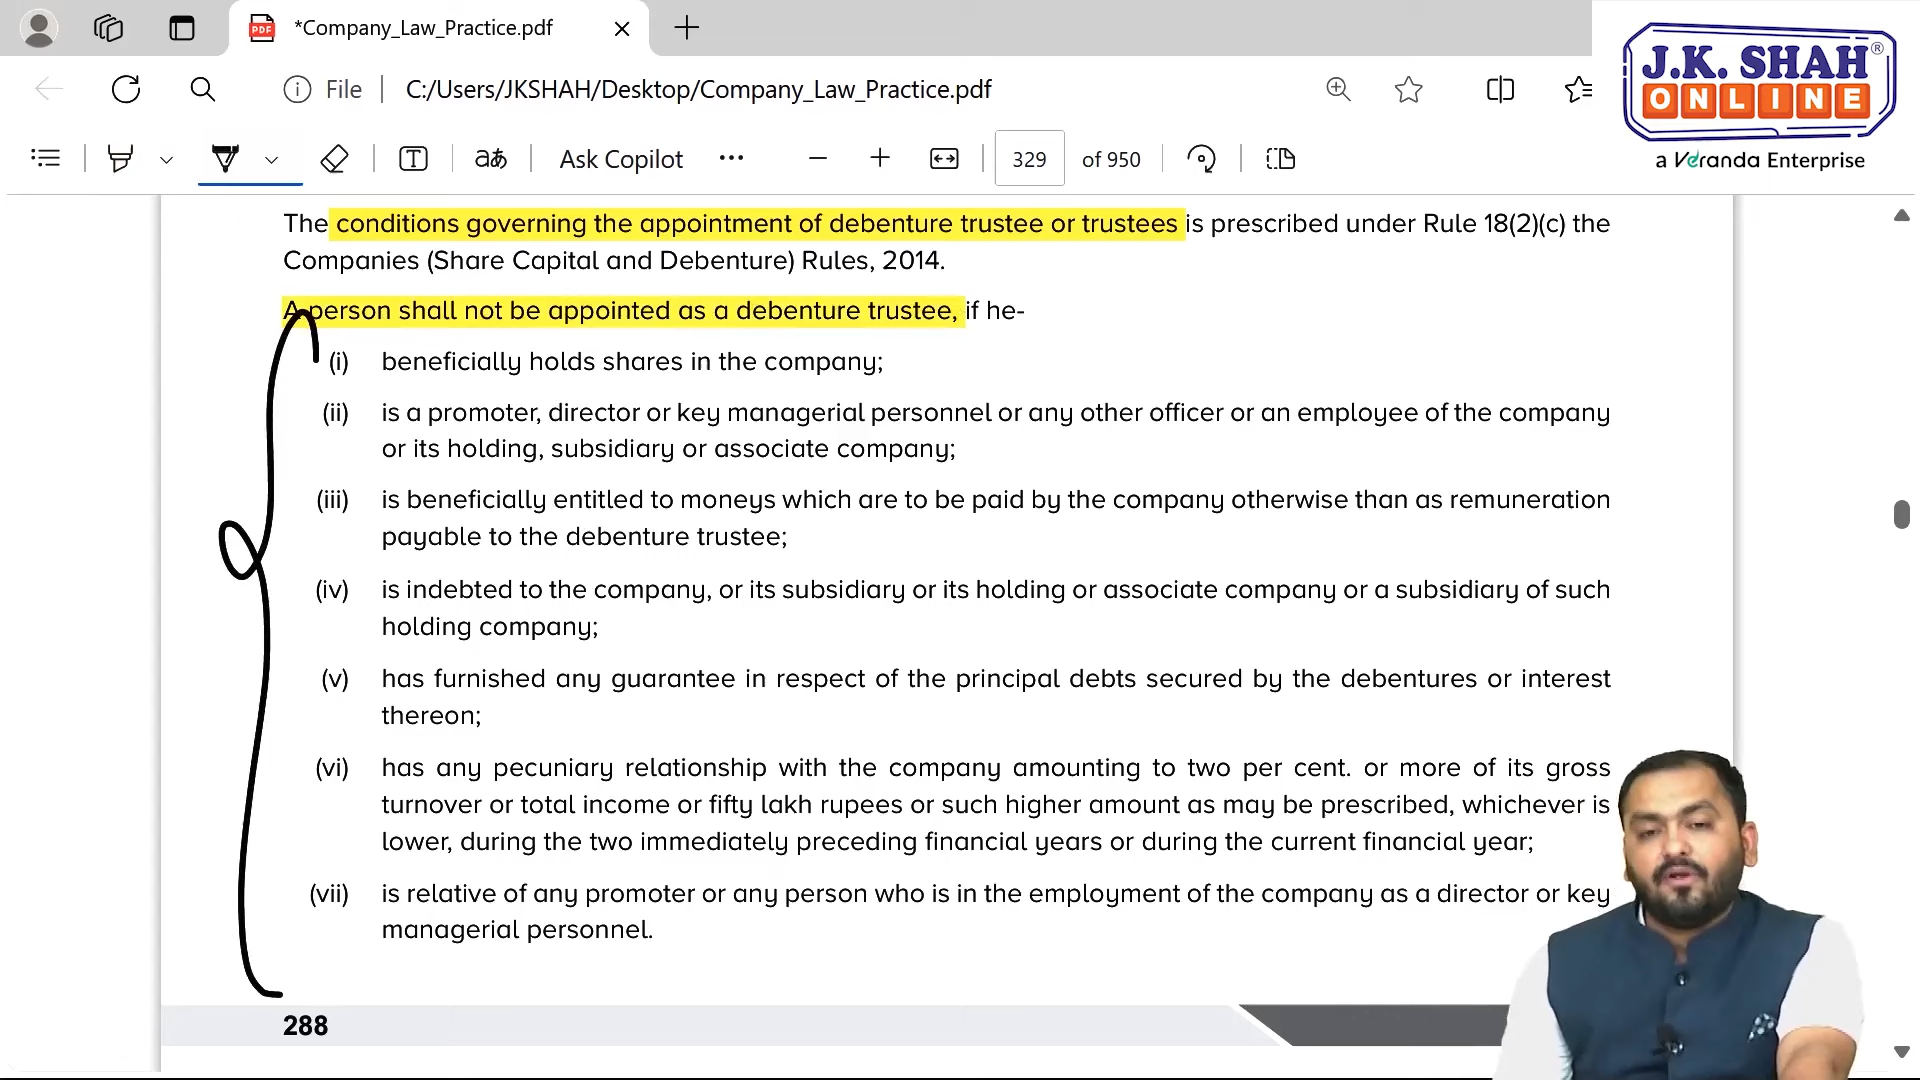 *Company_Law_Practice.pdf
File
C:/Users/JKSHAH/Desktop/Company_Law_Practice.pdf
J.K. SHAH®
ONLINE
a Veranda Enterprise
T
aあ
Ask Copilot
329 of 950
PDF
The conditions governing the appointment of debenture trustee or trustees is prescribed under Rule 18(2)(c) the
Companies (Share Capital and Debenture) Rules, 2014.
A person shall not be appointed as a debenture trustee, if he-
(i) beneficially holds shares in the company;
(ii) is a promoter, director or key managerial personnel or any other officer or an employee of the company
or its holding, subsidiary or associate company;
(iii) is beneficially entitled to moneys which are to be paid by the company otherwise than as remuneration
payable to the debenture trustee;
(iv) is indebted to the company, or its subsidiary or its holding or associate company or a subsidiary of such
holding company;
(v) has furnished any guarantee in respect of the principal debts secured by the debentures or interest
thereon;
(vi) has any pecuniary relationship with the company amounting to two per cent. or more of its gross
turnover or total income or fifty lakh rupees or such higher amount as may be prescribed, whichever is
lower, during the two immediately preceding financial years or during the current financial year;
(vii) is relative of any promoter or any person who is in the employment of the company as a director or key
managerial personnel.
288